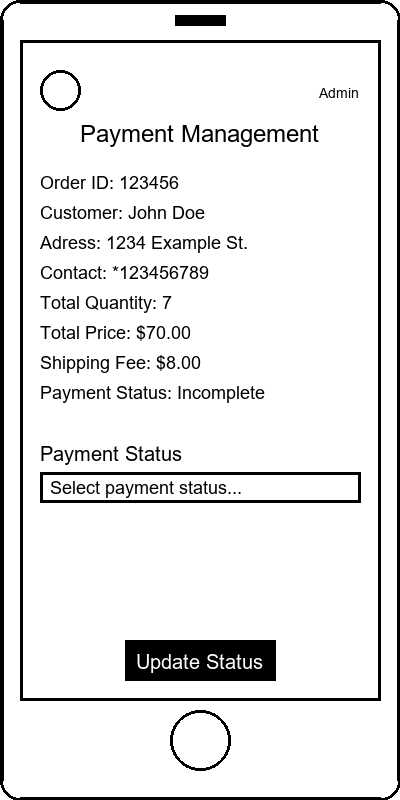 Admin
Payment Management
Order ID: 123456
Customer: John Doe
Adress: 1234 Example St.
Contact: *123456789
Total Quantity: 7
Total Price: $70.00
Shipping Fee: $8.00
Payment Status: Incomplete
Payment Status
Select payment status...
Update Status